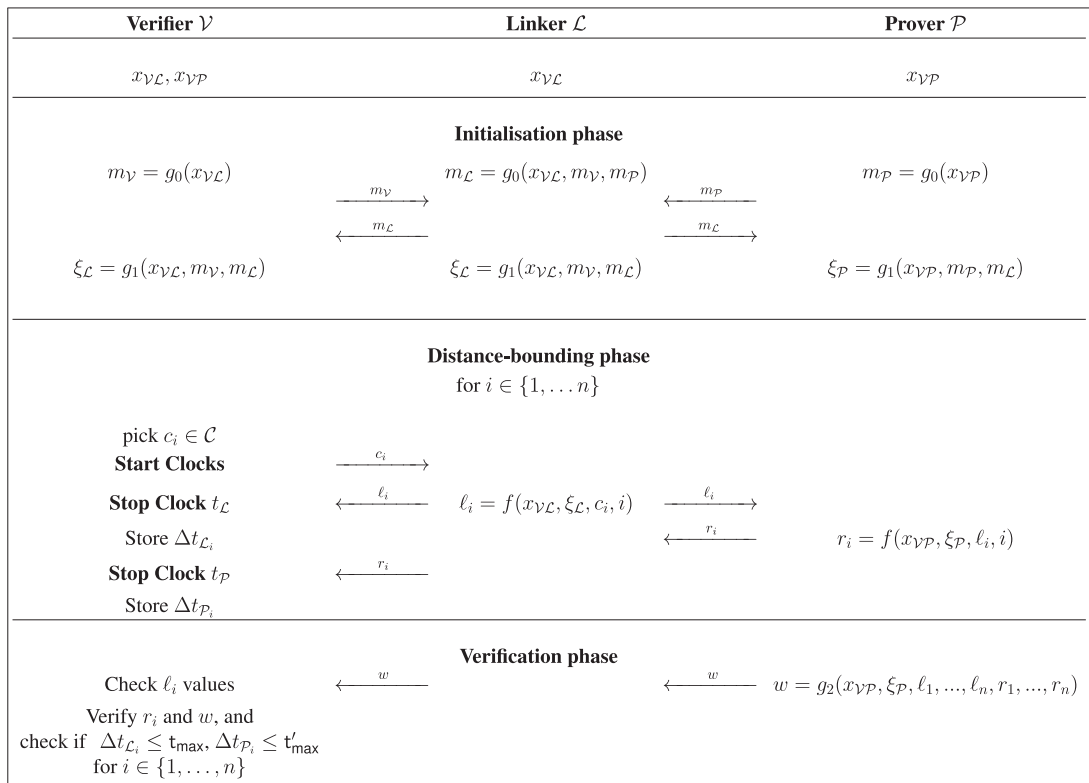 Verifier 𝒱 Linker ℒ Prover 𝒫
x_{𝒱ℒ}, x_{𝒱𝒫} x_{𝒱ℒ} x_{𝒱𝒫}
Initialisation phase
m_𝒱 = g_0(x_{𝒱ℒ}) m_ℒ = g_0(x_{𝒱ℒ}, m_𝒱, m_𝒫) m_𝒫 = g_0(x_{𝒱𝒫})
m_𝒱 m_𝒫
m_ℒ m_ℒ
ξ_ℒ = g_1(x_{𝒱ℒ}, m_𝒱, m_ℒ) ξ_ℒ = g_1(x_{𝒱ℒ}, m_𝒱, m_ℒ) ξ_𝒫 = g_1(x_{𝒱𝒫}, m_𝒫, m_ℒ)
Distance-bounding phase
for i ∈ {1, … n}
pick c_i ∈ 𝒞
Start Clocks c_i
Stop Clock t_ℒ ℓ_i ℓ_i = f(x_{𝒱ℒ}, ξ_ℒ, c_i, i) ℓ_i
Store Δt_{ℒ_i} r_i r_i = f(x_{𝒱𝒫}, ξ_𝒫, ℓ_i, i)
Stop Clock t_𝒫 r_i
Store Δt_{𝒫_i}
Verification phase
Check ℓ_i values w w w = g_2(x_{𝒱𝒫}, ξ_𝒫, ℓ_1, ..., ℓ_n, r_1, ..., r_n)
Verify r_i and w, and
check if Δt_{ℒ_i} ≤ t_max, Δt_{𝒫_i} ≤ t′_max
for i ∈ {1, … , n}